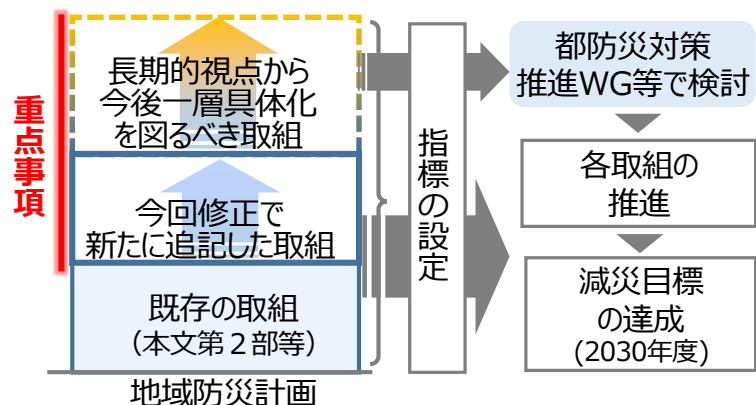 重点事項
長期的視点から
今後一層具体化
を図るべき取組
今回修正で
新たに追記した取組
既存の取組
（本文第２部等）
地域防災計画
指標の設定
都防災対策
推進WG等で検討
各取組の
推進
減災目標
の達成
(2030年度)